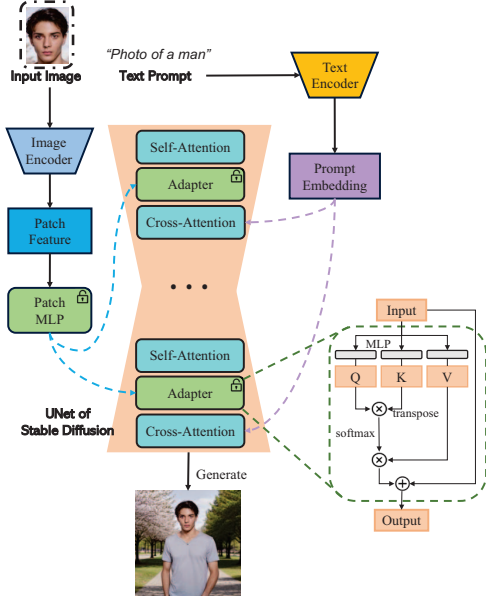 Input Image
"Photo of a man"
Text Prompt
Text
Encoder
Image
Encoder
Self-Attention
Adapter
Cross-Attention
Prompt
Embedding
Patch
Feature
Patch
MLP
Self-Attention
Adapter
Cross-Attention
UNet of
Stable Diffusion
Generate
Input
MLP
Q
K
V
transpose
softmax
Output